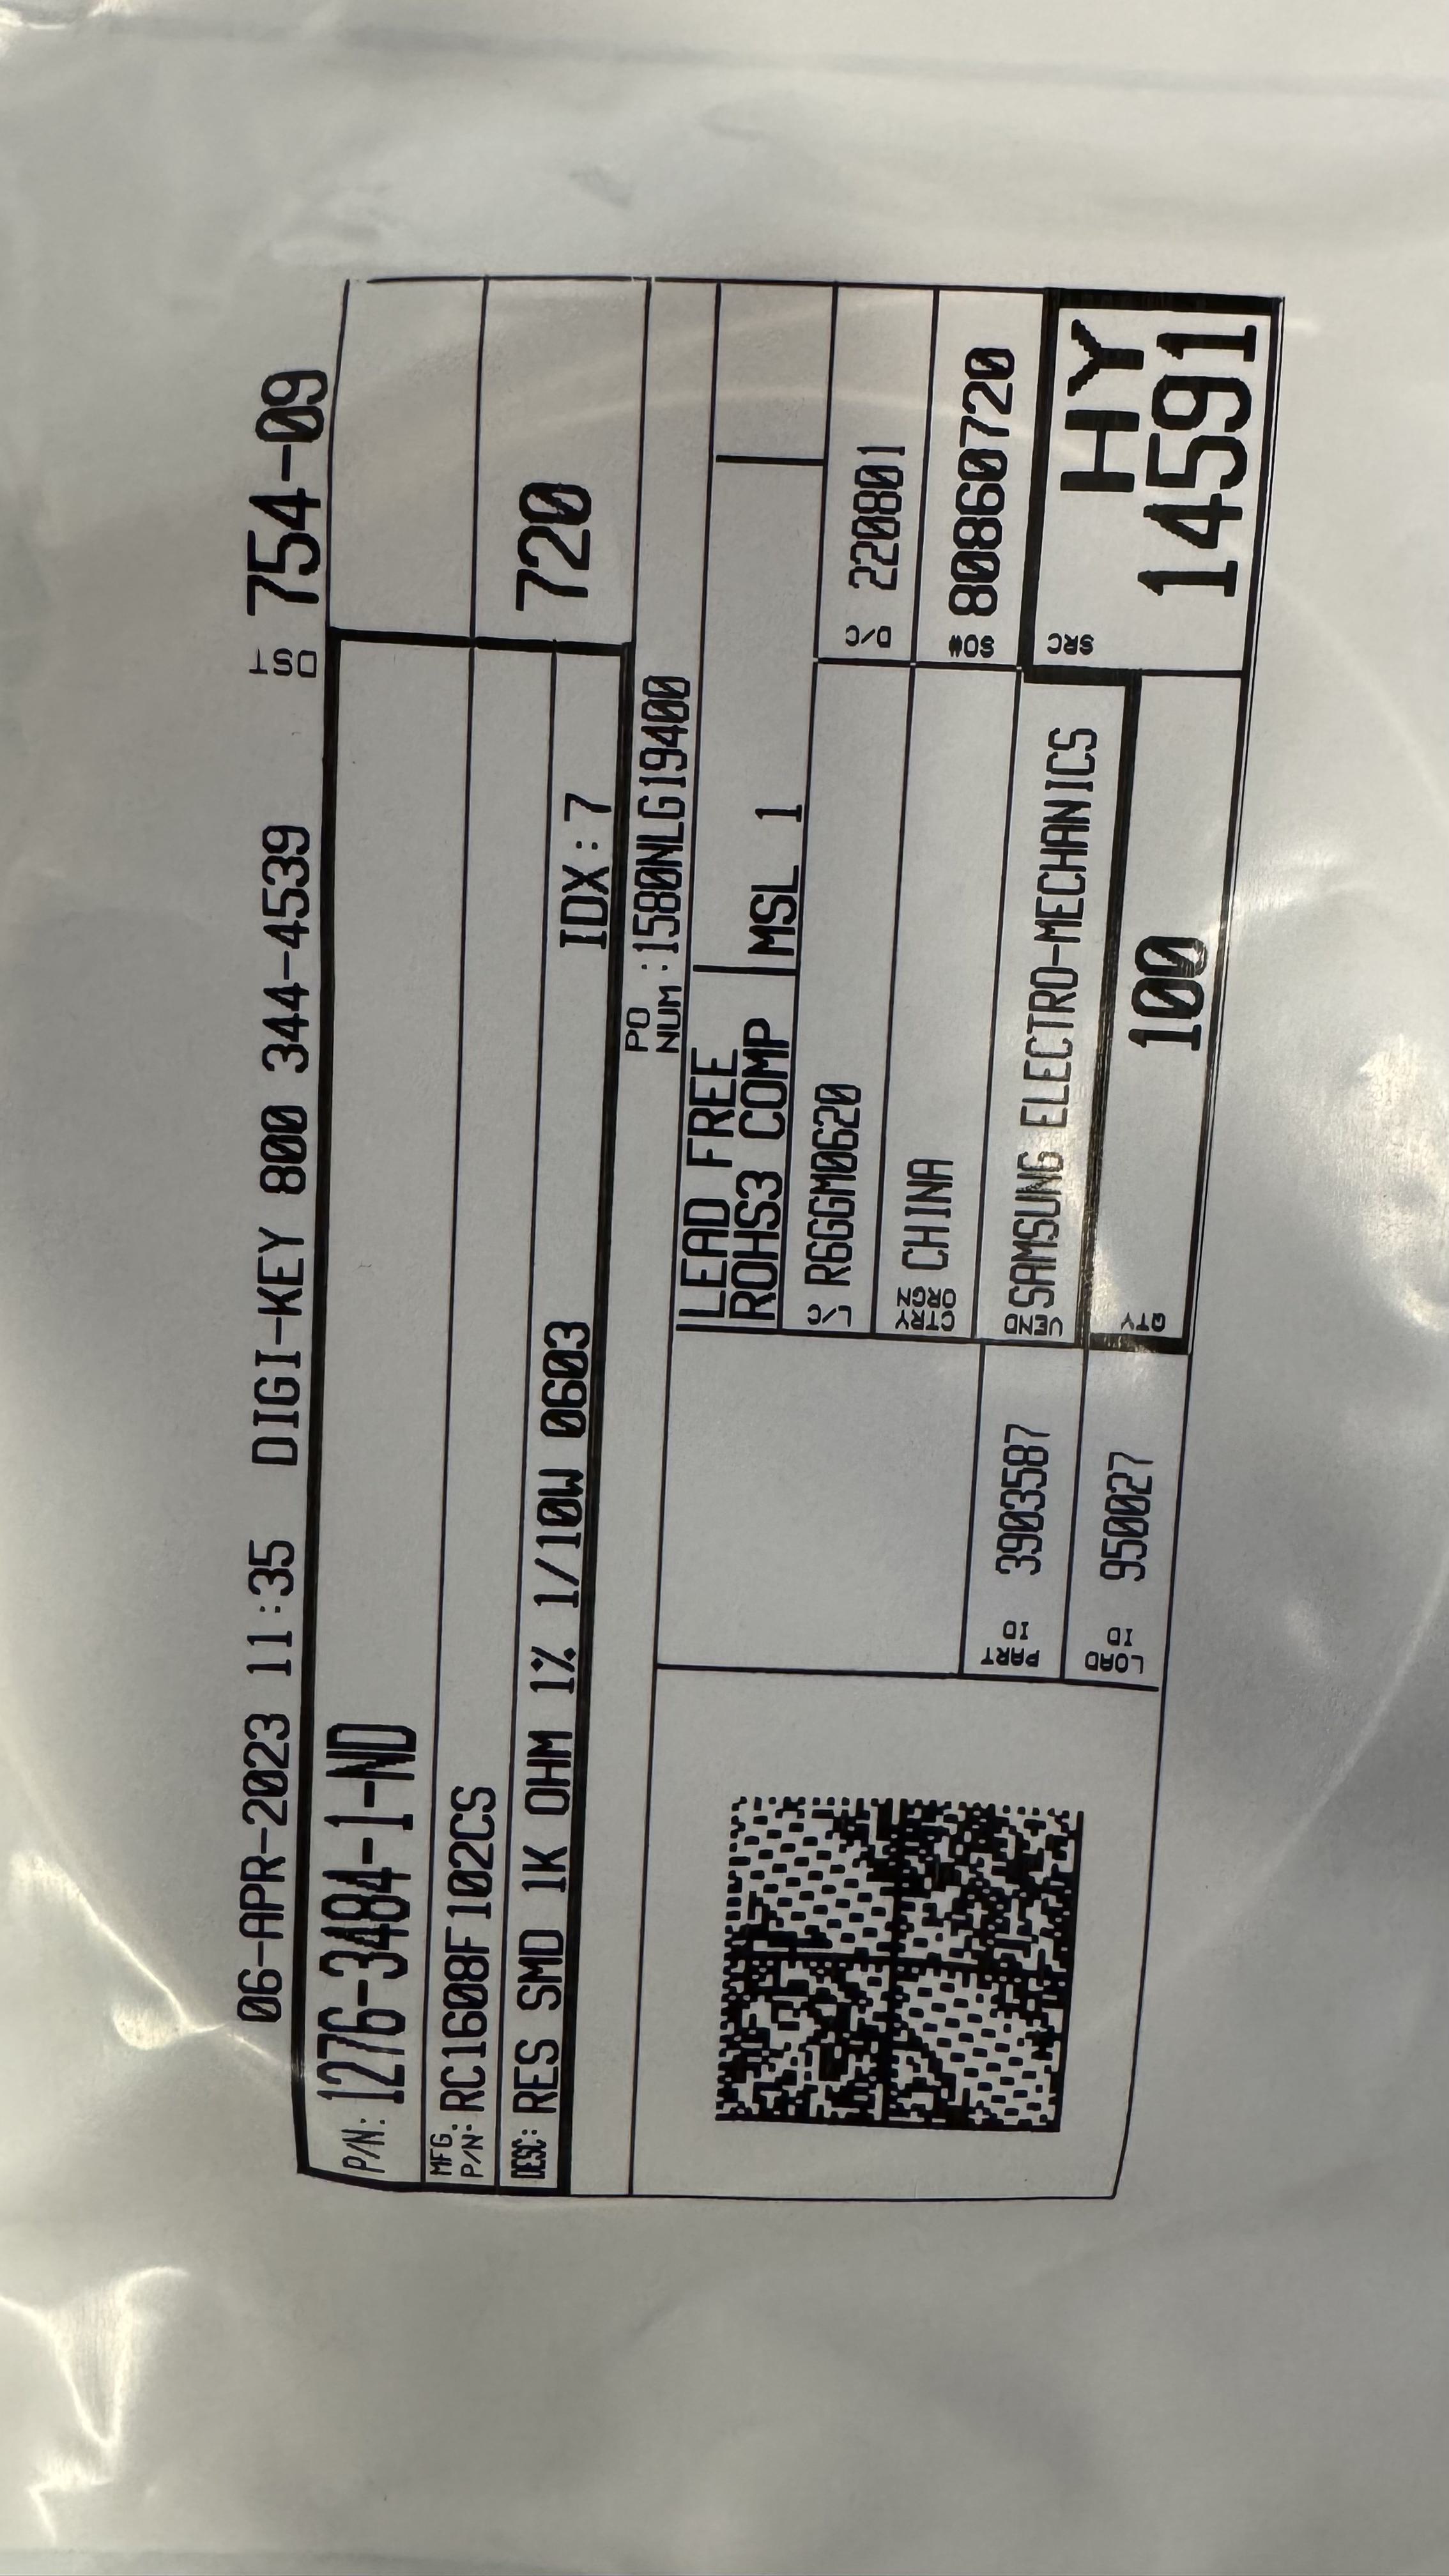 06-APR-2023 11:35 DIGI-KEY 800 344-4539 DST 754-09
P/N: 1276-3484-1-ND
MFG. P/N: RC1608F102CS
DESC: RES SMD 1K OHM 1% 1/10W 0603
IDX:7
720
PO NUM :1580NLG19400
LEAD FREE
ROHS3 COMP
MSL 1
L/C R6GGM0620
D/C 220801
CTRY ORGN CHINA
SO# 80860720
PART ID 3903587
VEND SAMSUNG ELECTRO-MECHANICS
SRC HY
14591
LOAD ID 950027
QTY 100